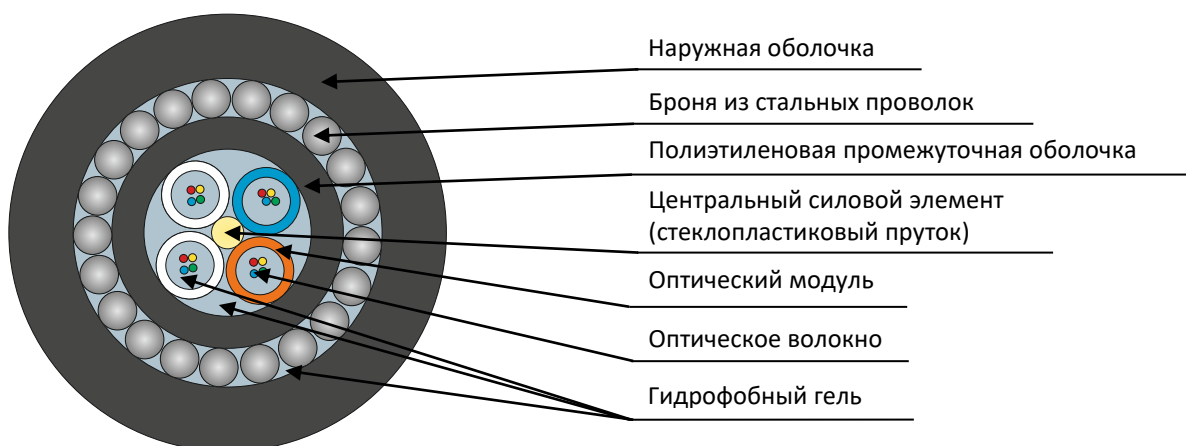 Наружная оболочка
Броня из стальных проволок
Полиэтиленовая промежуточная оболочка
Центральный силовой элемент
(стеклопластиковый пруток)
Оптический модуль
Оптическое волокно
Гидрофобный гель